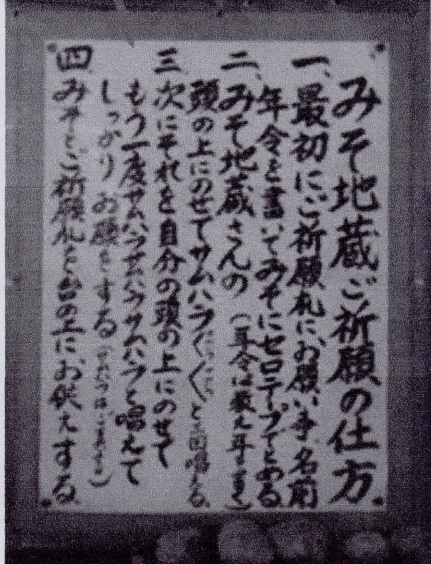 みそ地蔵ご祈願の仕方
一、最初にご祈願札に、お願い事、名前
年令を書いてみそにセロテープでとめる
二、みそ地蔵さんの（年令は数え年で書く）
頭の上にのせてサムハラ〱〱と三回唱える
三、次にそれを自分の頭の上にのせて
もう一度サムハラサムハラサムハラと唱えて
しっかりお願をする
四、みそとご祈願札を台の上にお供えする